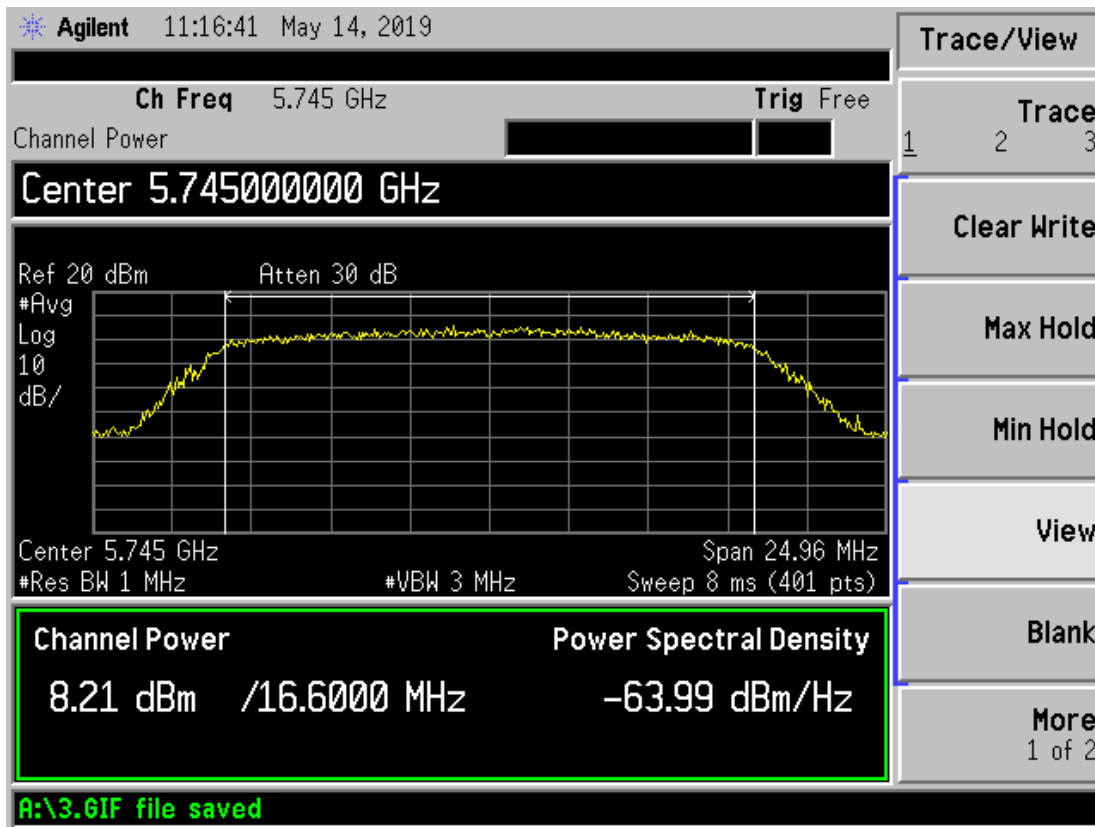 Agilent 11:16:41 May 14, 2019
Trace/View
Ch Freq 5.745 GHz Trig Free
Channel Power
Trace
1 2 3
Center 5.745000000 GHz
Clear Write
Ref 20 dBm Atten 30 dB
#Avg
Log
10
dB/
Max Hold
Min Hold
View
Center 5.745 GHz Span 24.96 MHz
#Res BW 1 MHz #VBW 3 MHz Sweep 8 ms (401 pts)
Channel Power Power Spectral Density
Blank
8.21 dBm /16.6000 MHz -63.99 dBm/Hz
More
1 of 2
A:\3.GIF file saved